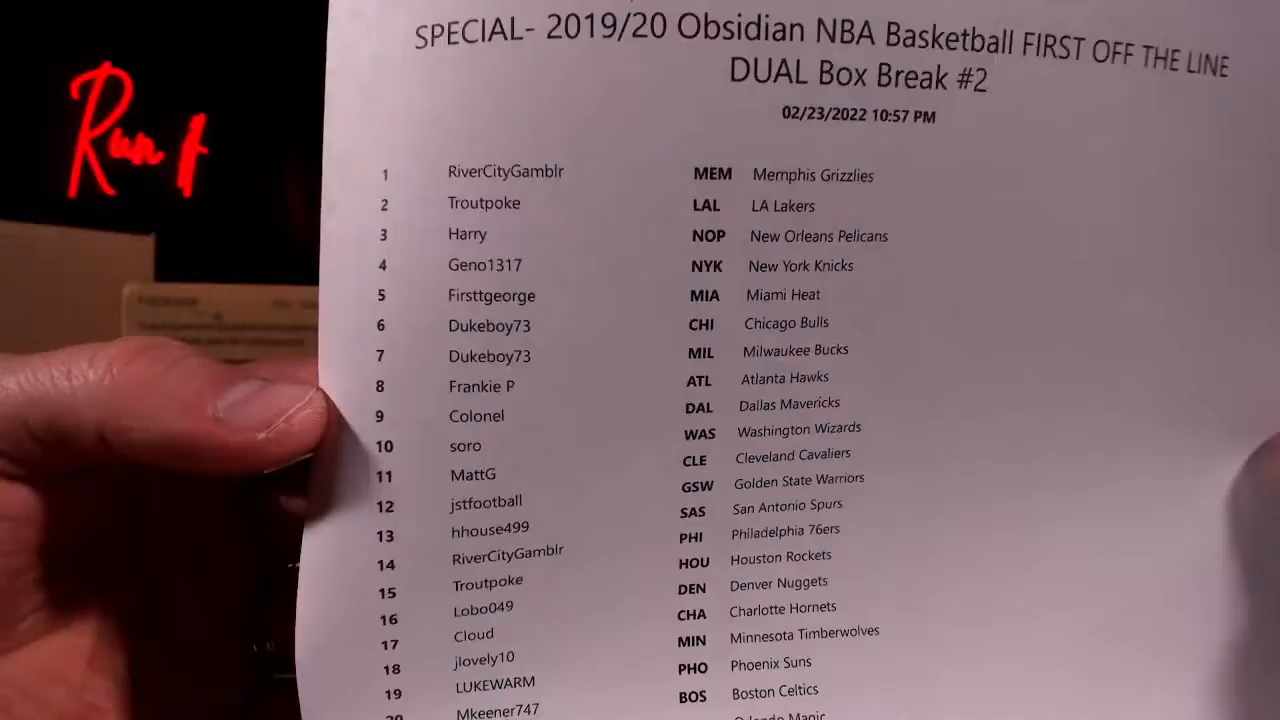 Run It
SPECIAL- 2019/20 Obsidian NBA Basketball FIRST OFF THE LINE
DUAL Box Break #2
02/23/2022 10:57 PM
1 RiverCityGamblr MEM Memphis Grizzlies
2 Troutpoke LAL LA Lakers
3 Harry NOP New Orleans Pelicans
4 Geno1317 NYK New York Knicks
5 Firsttgeorge MIA Miami Heat
6 Dukeboy73 CHI Chicago Bulls
7 Dukeboy73 MIL Milwaukee Bucks
8 Frankie P ATL Atlanta Hawks
9 Colonel DAL Dallas Mavericks
10 soro WAS Washington Wizards
11 MattG CLE Cleveland Cavaliers
12 jstfootball GSW Golden State Warriors
13 hhouse499 SAS San Antonio Spurs
14 RiverCityGamblr PHI Philadelphia 76ers
15 Troutpoke HOU Houston Rockets
16 Lobo049 DEN Denver Nuggets
17 Cloud CHA Charlotte Hornets
18 jlovely10 MIN Minnesota Timberwolves
19 LUKEWARM PHO Phoenix Suns
20 Mkeener747 BOS Boston Celtics
Orlando Magic